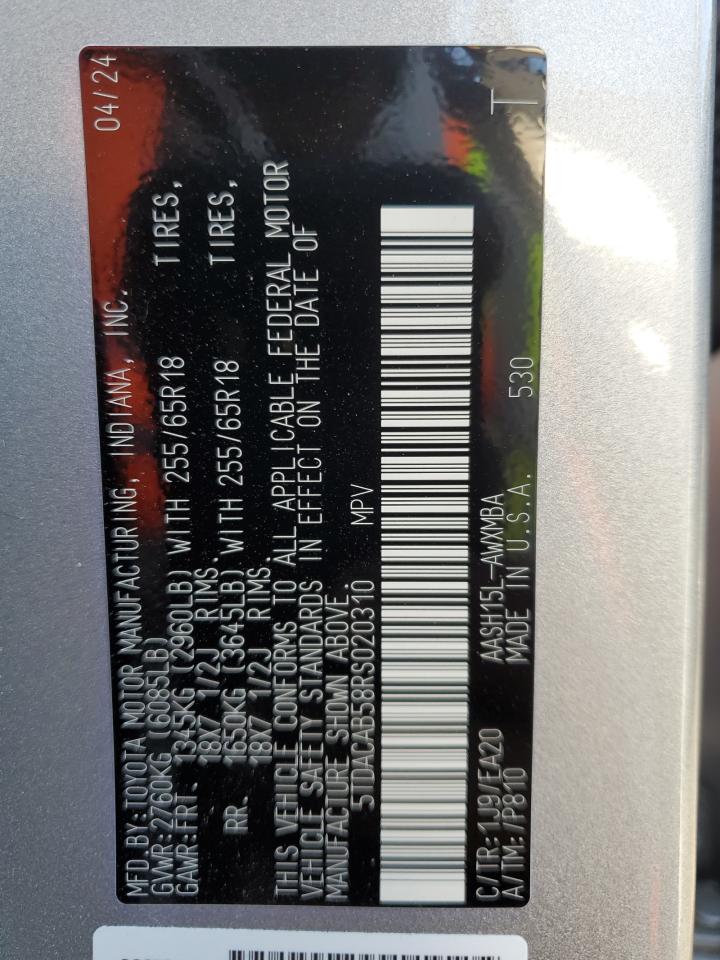 MFD.BY:TOYOTA MOTOR MANUFACTURING, INDIANA, INC. 04/24
GVWR:2760KG (6085LB)
GAWR:FRT. 1345KG (2960LB) WITH 255/65R18 TIRES,
18X7 1/2J RIMS.
RR. 1650KG (3645LB) WITH 255/65R18 TIRES,
18X7 1/2J RIMS.
THIS VEHICLE CONFORMS TO ALL APPLICABLE FEDERAL MOTOR
VEHICLE SAFETY STANDARDS IN EFFECT ON THE DATE OF
MANUFACTURE SHOWN ABOVE.
5TDACAB58RS020310 MPV
C/TR:1J9/EA20 AASH15L-AWXMBA T
A/TM:/P810 MADE IN U.S.A. 530